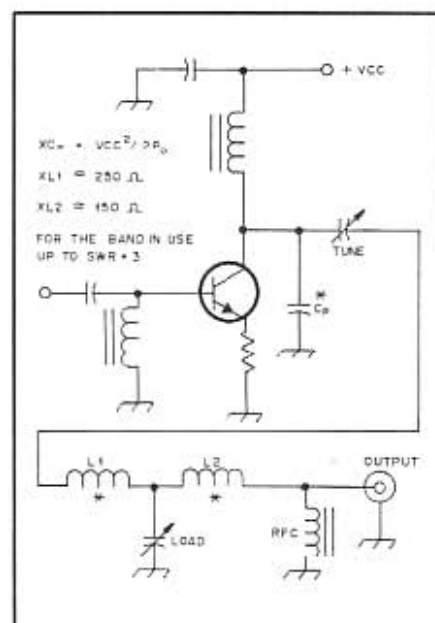 + VCC
XCP = VCC²/2PO
XL1 ≅ 250 Ω
XL2 ≅ 150 Ω
FOR THE BAND IN USE
UP TO SWR = 3
TUNE
*
CP
L1
*
L2
*
OUTPUT
LOAD
RFC